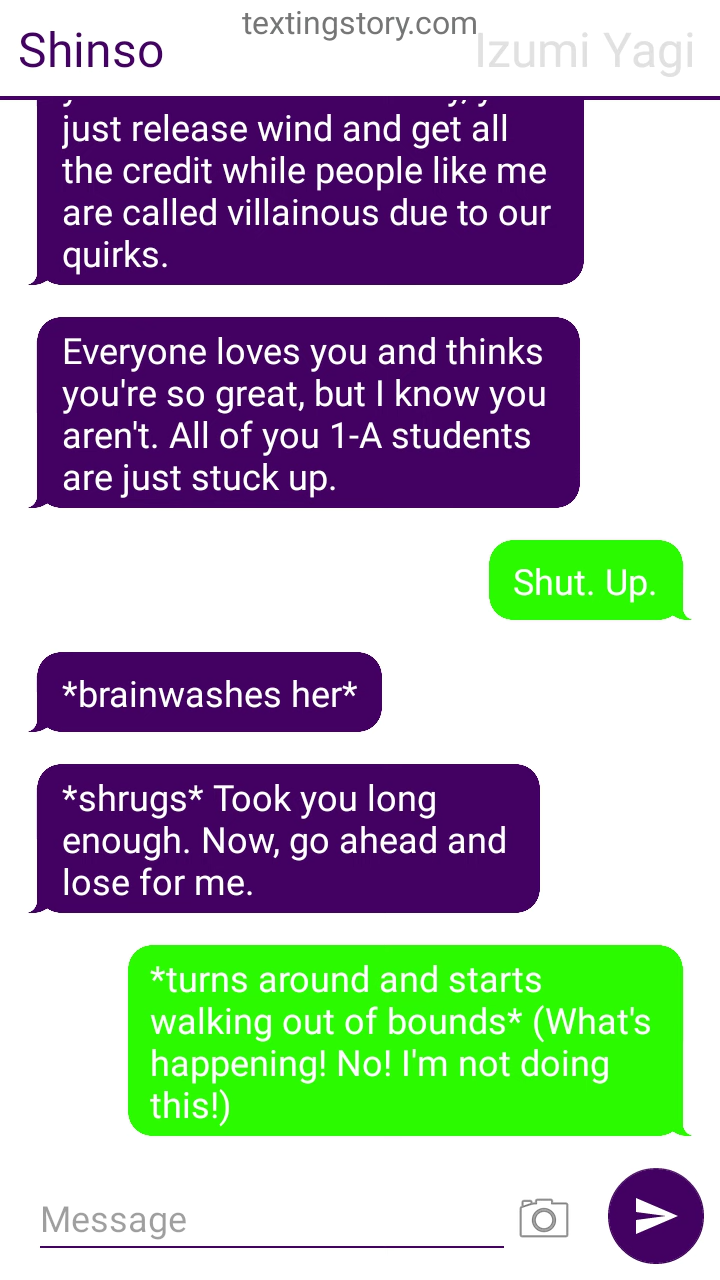 textingstory.com
Shinso
Izumi Yagi
just release wind and get all
the credit while people like me
are called villainous due to our
quirks.
Everyone loves you and thinks
you're so great, but I know you
aren't. All of you 1-A students
are just stuck up.
Shut. Up.
*brainwashes her*
*shrugs* Took you long
enough. Now, go ahead and
lose for me.
*turns around and starts
walking out of bounds* (What's
happening! No! I'm not doing
this!)
Message